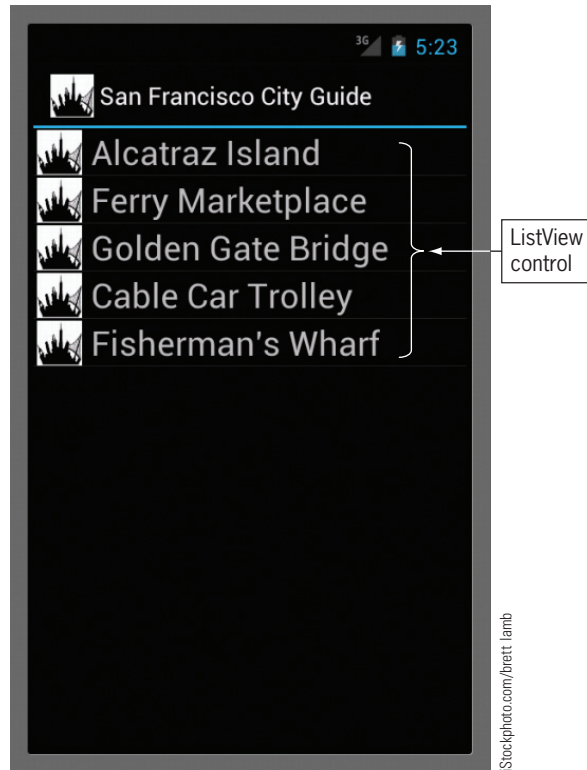 3G 5:23
San Francisco City Guide
Alcatraz Island
Ferry Marketplace
Golden Gate Bridge
Cable Car Trolley
Fisherman's Wharf
ListView
control
iStockphoto.com/brett lamb